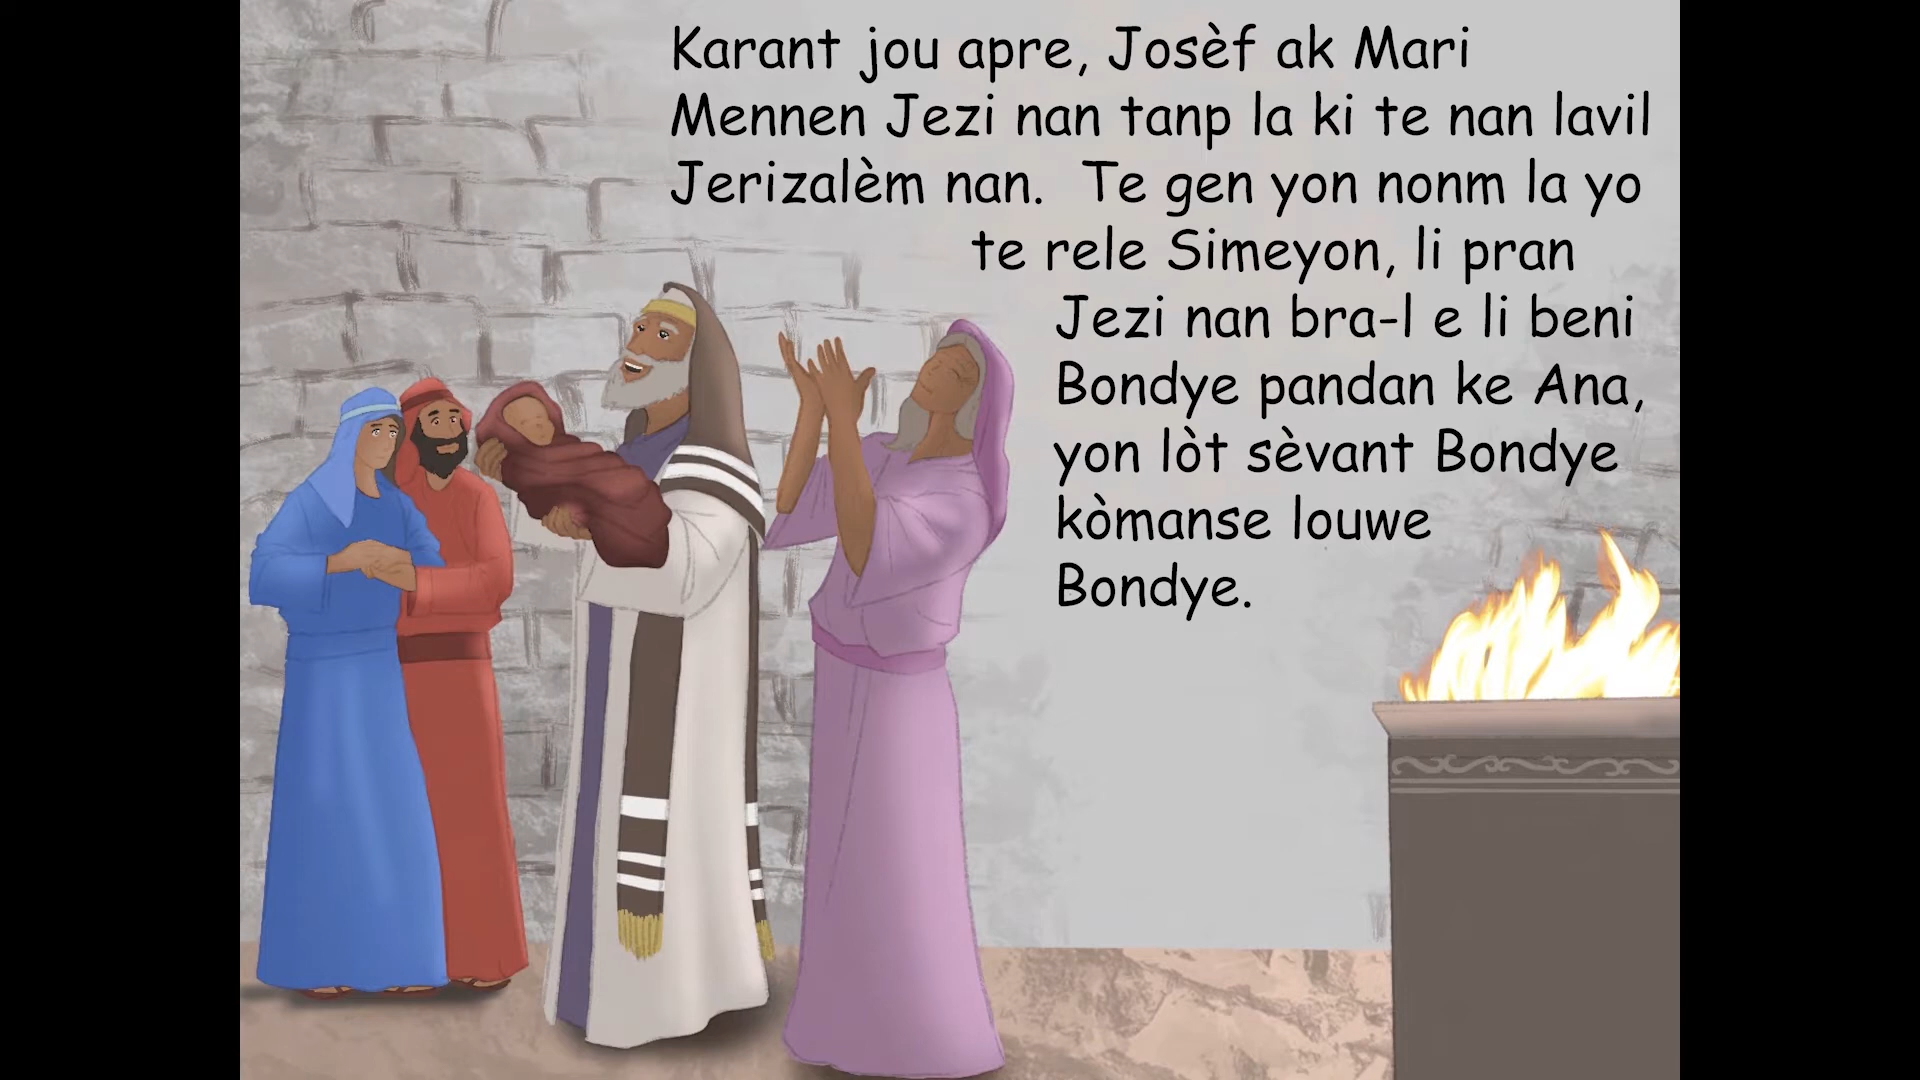 Karant jou apre, Josèf ak Mari
Mennen Jezi nan tanp la ki te nan lavil
Jerizalèm nan. Te gen yon nonm la yo
te rele Simeyon, li pran
Jezi nan bra-l e li beni
Bondye pandan ke Ana,
yon lòt sèvant Bondye
kòmanse louwe
Bondye.